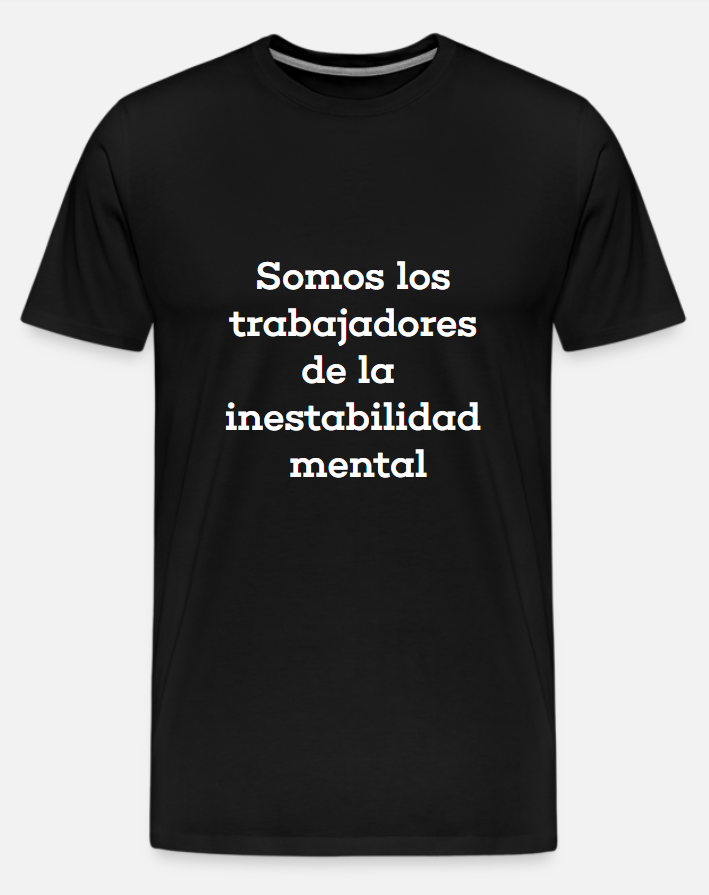 Somos los
trabajadores
de la
inestabilidad
mental